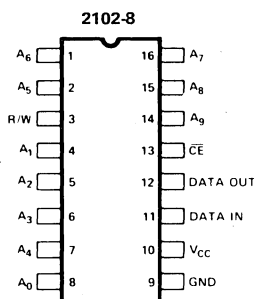 2102-8
A6 1 16 A7
A5 2 15 A8
R/W 3 14 A9
A1 4 13 C̅E̅
A2 5 12 DATA OUT
A3 6 11 DATA IN
A4 7 10 VCC
A0 8 9 GND